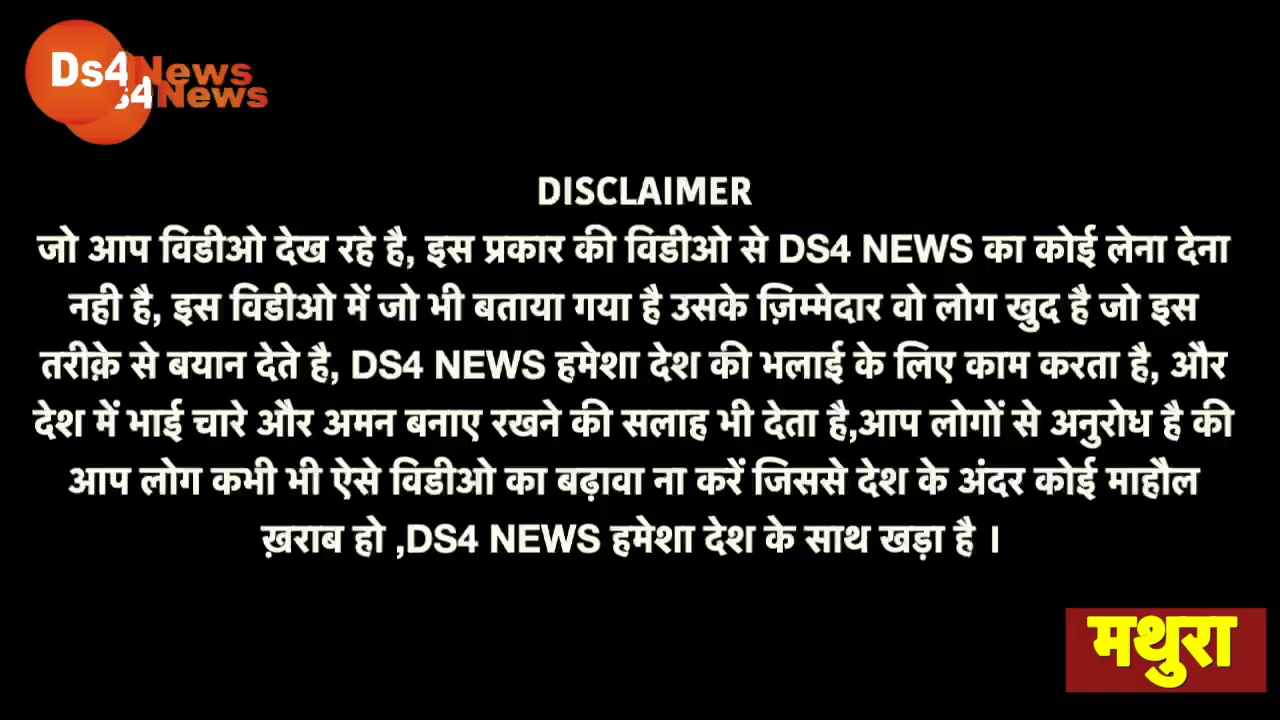 Ds4 News
s4 News
DISCLAIMER
जो आप विडीओ देख रहे है, इस प्रकार की विडीओ से DS4 NEWS का कोई लेना देना
नही है, इस विडीओ में जो भी बताया गया है उसके ज़िम्मेदार वो लोग खुद है जो इस
तरीक़े से बयान देते है, DS4 NEWS हमेशा देश की भलाई के लिए काम करता है, और
देश में भाई चारे और अमन बनाए रखने की सलाह भी देता है,आप लोगों से अनुरोध है की
आप लोग कभी भी ऐसे विडीओ का बढ़ावा ना करें जिससे देश के अंदर कोई माहौल
ख़राब हो ,DS4 NEWS हमेशा देश के साथ खड़ा है ।
मथुरा